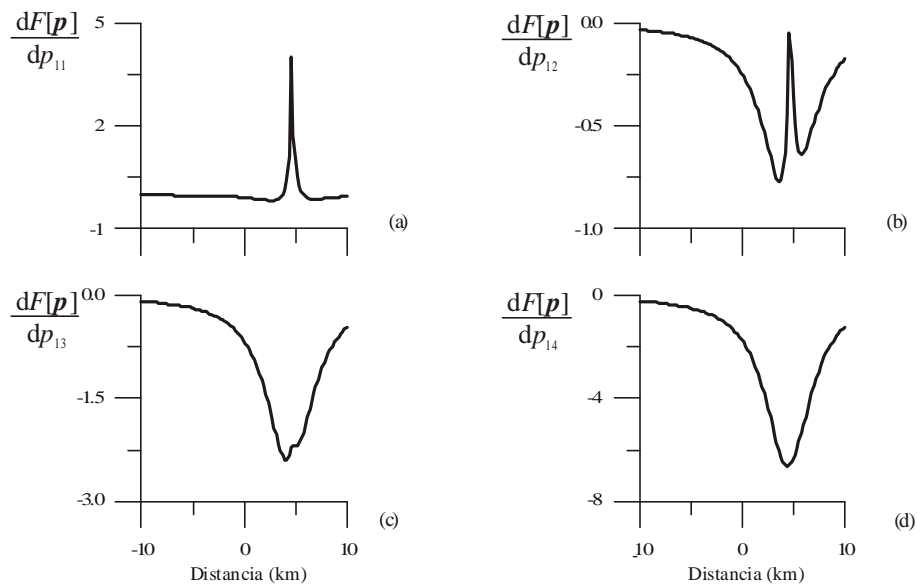 dF[p]
dp11
5
2
-1
(a)
dF[p]
dp12
0.0
-0.5
-1.0
(b)
dF[p]
dp13
0.0
-1.5
-3.0
-10
0
10
Distancia (km)
(c)
dF[p]
dp14
0
-4
-8
-10
0
10
Distancia (km)
(d)